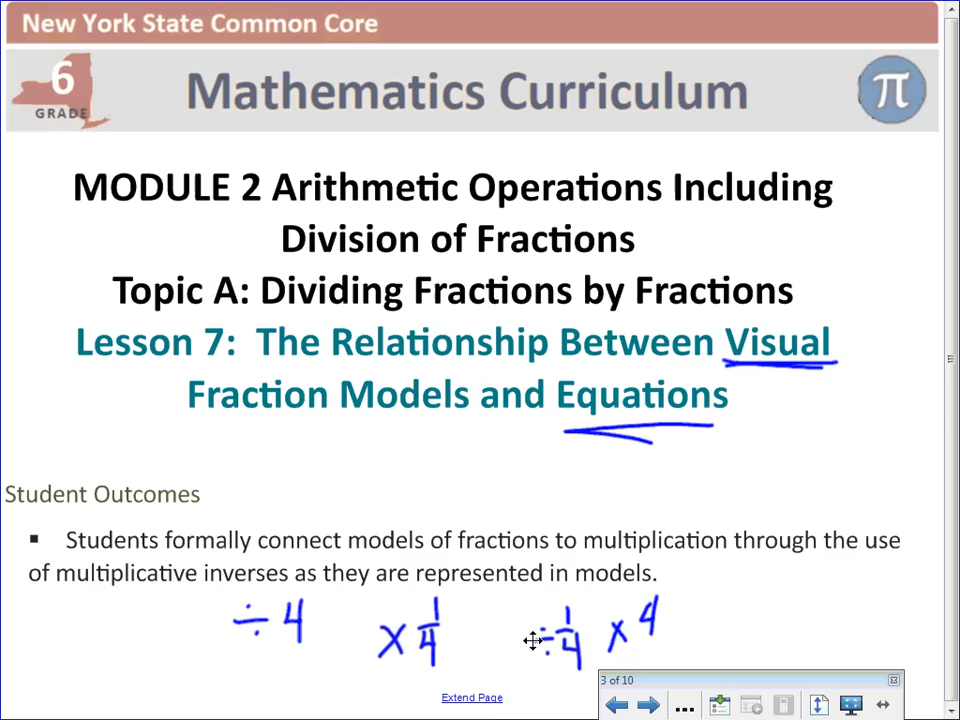 New York State Common Core
6
GRADE
Mathematics Curriculum
π
MODULE 2 Arithmetic Operations Including
Division of Fractions
Topic A: Dividing Fractions by Fractions
Lesson 7: The Relationship Between Visual
Fraction Models and Equations
Student Outcomes
▪ Students formally connect models of fractions to multiplication through the use
of multiplicative inverses as they are represented in models.
÷ 4 × 1/4 ÷ 1/4 × 4
3 of 10
Extend Page